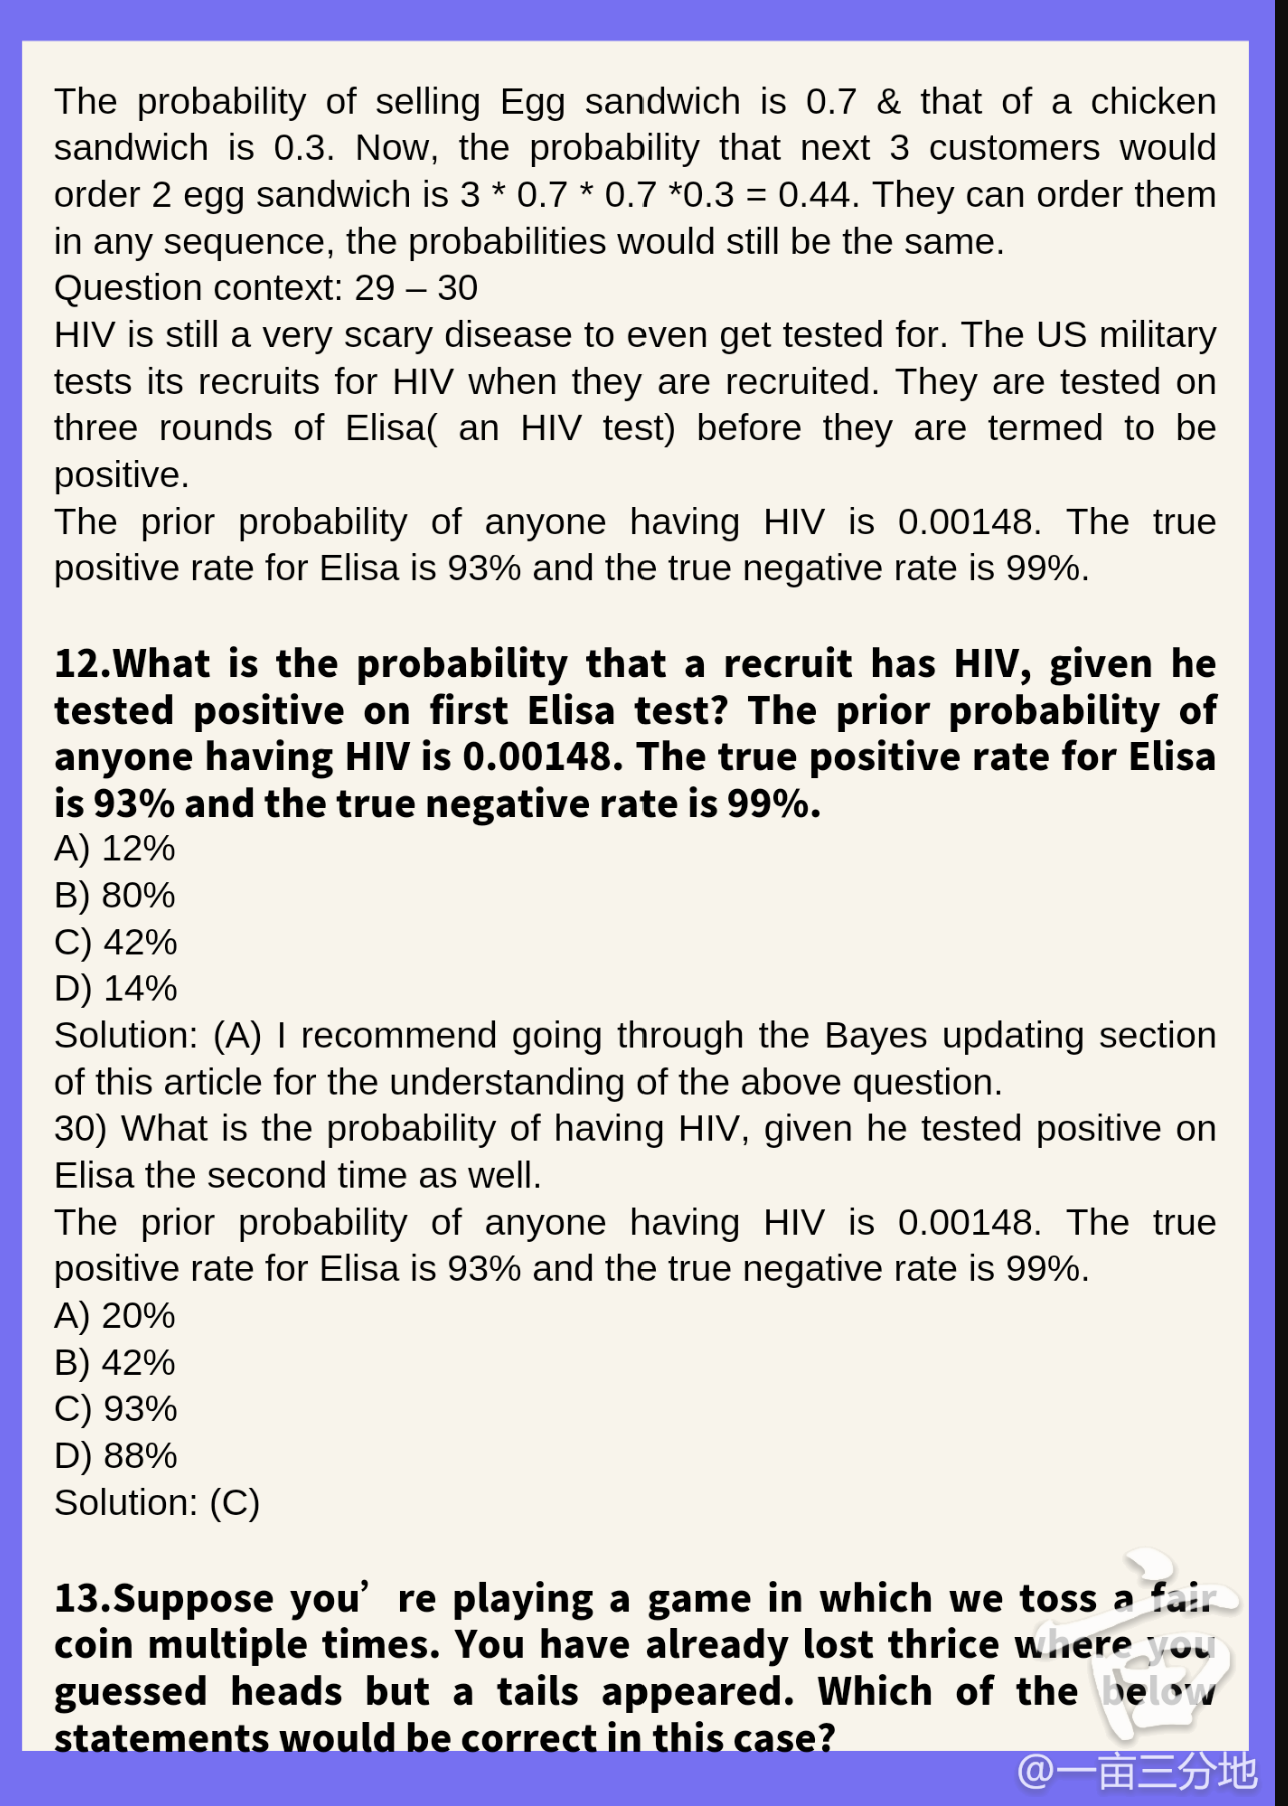 The probability of selling Egg sandwich is 0.7 & that of a chicken
sandwich is 0.3. Now, the probability that next 3 customers would
order 2 egg sandwich is 3 * 0.7 * 0.7 *0.3 = 0.44. They can order them
in any sequence, the probabilities would still be the same.
Question context: 29 – 30
HIV is still a very scary disease to even get tested for. The US military
tests its recruits for HIV when they are recruited. They are tested on
three rounds of Elisa( an HIV test) before they are termed to be
positive.
The prior probability of anyone having HIV is 0.00148. The true
positive rate for Elisa is 93% and the true negative rate is 99%.
12.What is the probability that a recruit has HIV, given he
tested positive on first Elisa test? The prior probability of
anyone having HIV is 0.00148. The true positive rate for Elisa
is 93% and the true negative rate is 99%.
A) 12%
B) 80%
C) 42%
D) 14%
Solution: (A) I recommend going through the Bayes updating section
of this article for the understanding of the above question.
30) What is the probability of having HIV, given he tested positive on
Elisa the second time as well.
The prior probability of anyone having HIV is 0.00148. The true
positive rate for Elisa is 93% and the true negative rate is 99%.
A) 20%
B) 42%
C) 93%
D) 88%
Solution: (C)
13.Suppose you’re playing a game in which we toss a fair
coin multiple times. You have already lost thrice where you
guessed heads but a tails appeared. Which of the below
statements would be correct in this case?
@一亩三分地